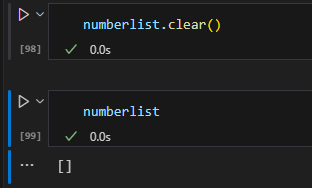 numberlist.clear()
[98]
0.0s
numberlist
[99]
0.0s
... []